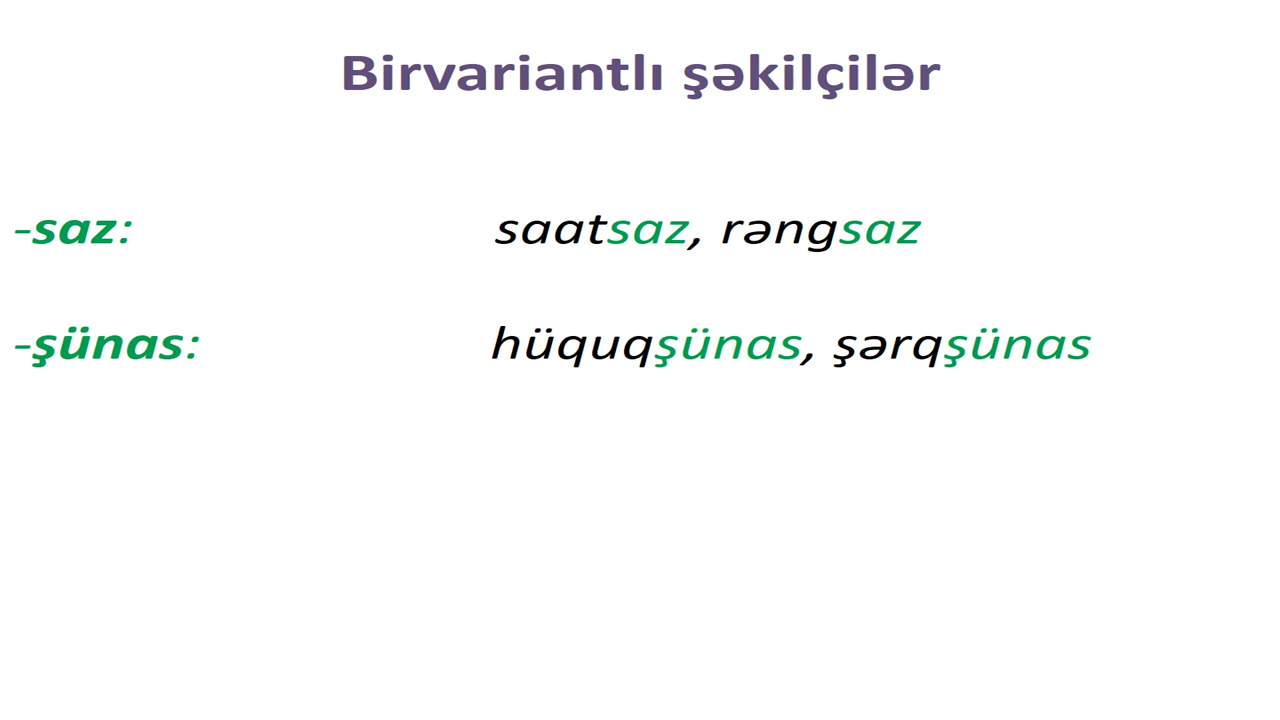 Birvariantlı şəkilçilər
-saz: saatsaz, rəngsaz
-şünas: hüquqşünas, şərqşünas